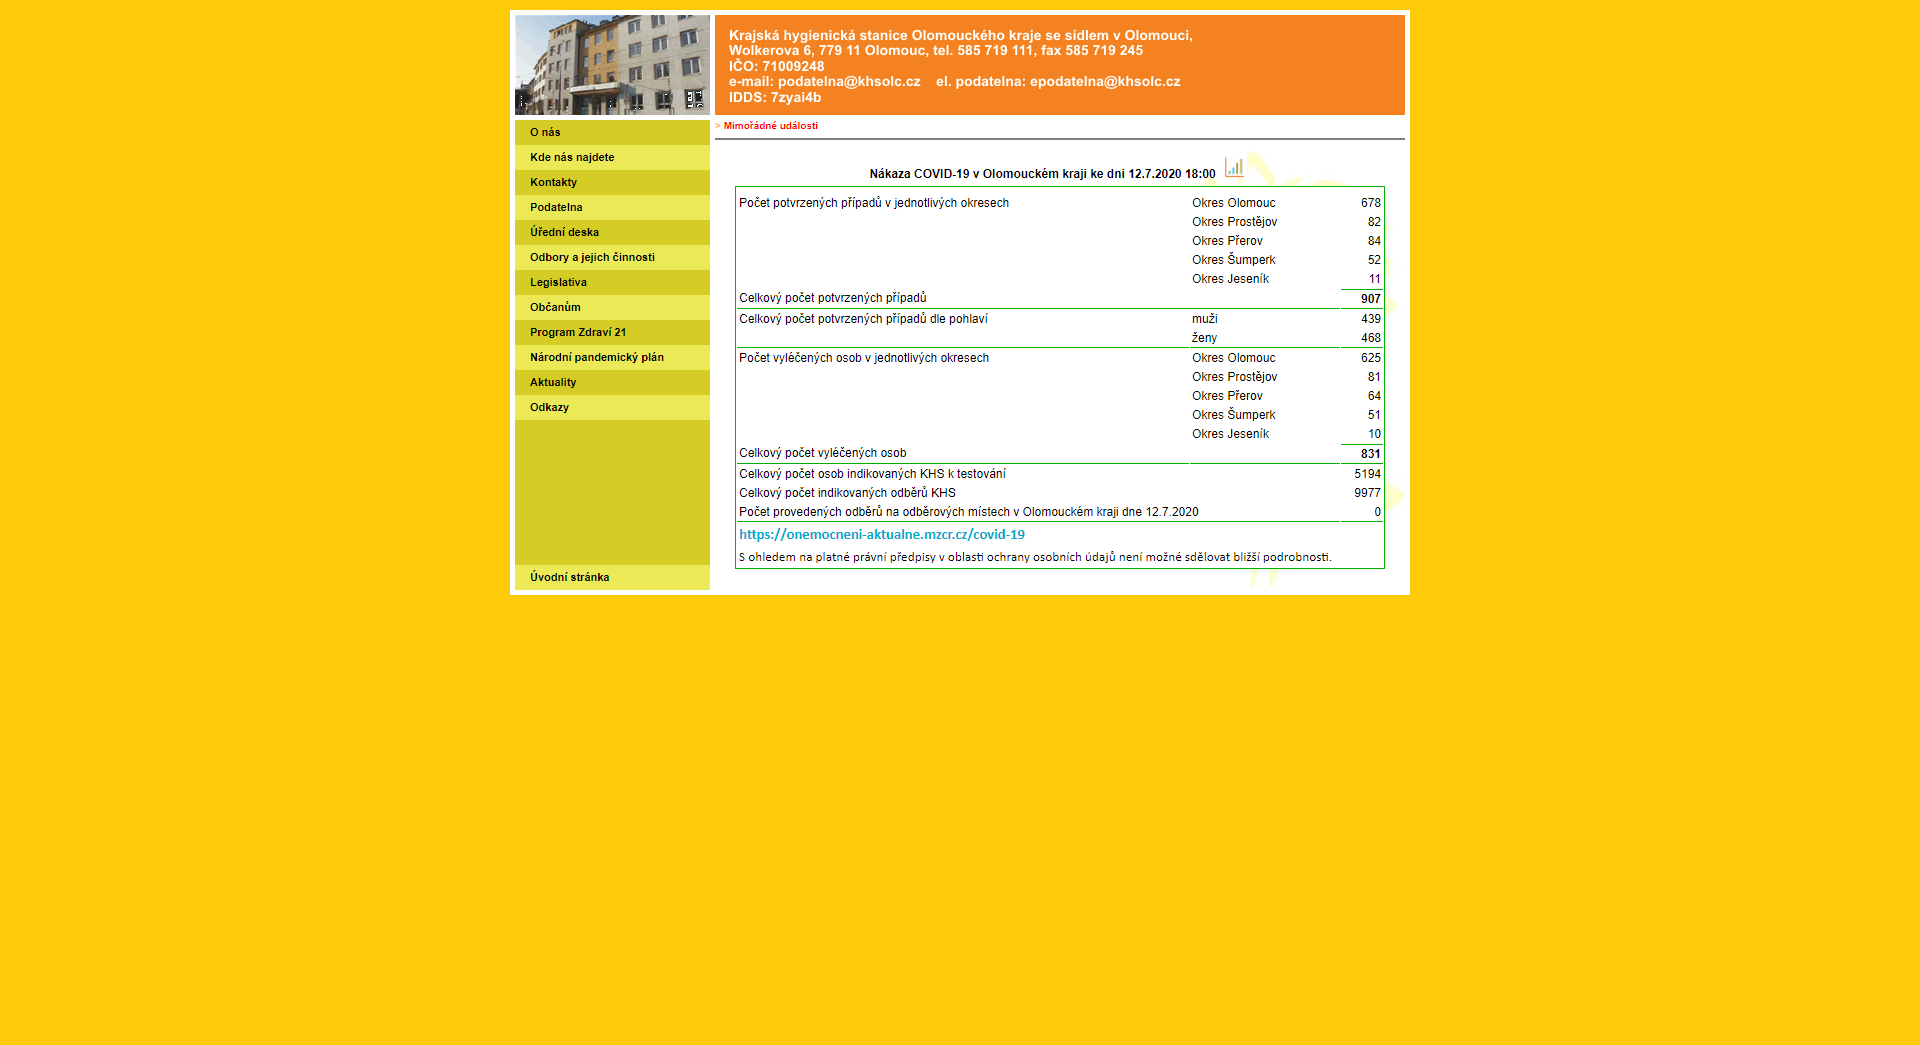 Krajská hygienická stanice Olomouckého kraje se sídlem v Olomouci,
Wolkerova 6, 779 11 Olomouc, tel. 585 719 111, fax 585 719 245
IČO: 71009248
e-mail: podatelna@khsolc.cz    el. podatelna: epodatelna@khsolc.cz
IDDS: 7zyai4b
O nás
Kde nás najdete
Kontakty
Podatelna
Úřední deska
Odbory a jejich činnosti
Legislativa
Občanům
Program Zdraví 21
Národní pandemický plán
Aktuality
Odkazy
Úvodní stránka
> Mimořádné události
Nákaza COVID-19 v Olomouckém kraji ke dni 12.7.2020 18:00
Počet potvrzených případů v jednotlivých okresech Okres Olomouc 678
Okres Prostějov 82
Okres Přerov 84
Okres Šumperk 52
Okres Jeseník 11
Celkový počet potvrzených případů 907
Celkový počet potvrzených případů dle pohlaví muži 439
ženy 468
Počet vyléčených osob v jednotlivých okresech Okres Olomouc 625
Okres Prostějov 81
Okres Přerov 64
Okres Šumperk 51
Okres Jeseník 10
Celkový počet vyléčených osob 831
Celkový počet osob indikovaných KHS k testování 5194
Celkový počet indikovaných odběrů KHS 9977
Počet provedených odběrů na odběrových místech v Olomouckém kraji dne 12.7.2020 0
https://onemocneni-aktualne.mzcr.cz/covid-19
S ohledem na platné právní předpisy v oblasti ochrany osobních údajů není možné sdělovat bližší podrobnosti.